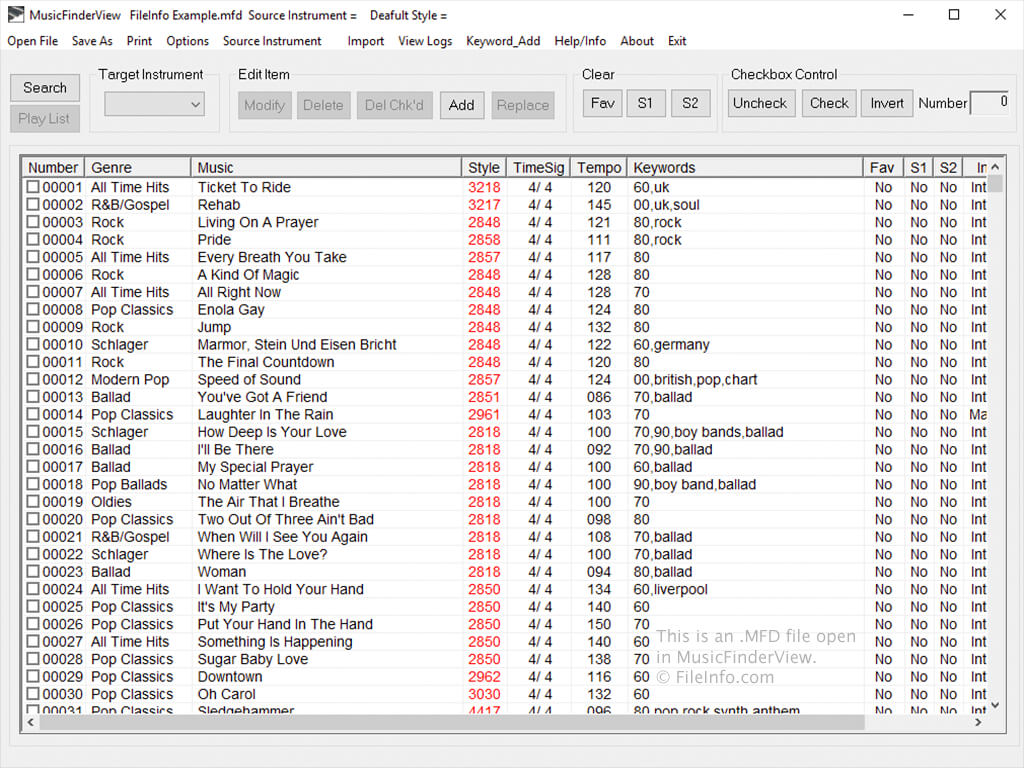 MusicFinderView FileInfo Example.mfd Source Instrument = Deafult Style =
Open File Save As Print Options Source Instrument Import View Logs Keyword_Add Help/Info About Exit
Search Target Instrument Edit Item Clear Checkbox Control
Play List Modify Delete Del Chk'd Add Replace Fav S1 S2 Uncheck Check Invert Number 0
Number Genre Music Style TimeSig Tempo Keywords Fav S1 S2 In
00001 All Time Hits Ticket To Ride 3218 4/ 4 120 60,uk No No No Int
00002 R&B/Gospel Rehab 3217 4/ 4 145 00,uk,soul No No No Int
00003 Rock Living On A Prayer 2848 4/ 4 121 80,rock No No No Int
00004 Rock Pride 2858 4/ 4 111 80,rock No No No Int
00005 All Time Hits Every Breath You Take 2857 4/ 4 117 80 No No No Int
00006 Rock A Kind Of Magic 2848 4/ 4 128 80 No No No Int
00007 All Time Hits All Right Now 2848 4/ 4 128 70 No No No Int
00008 Pop Classics Enola Gay 2848 4/ 4 124 80 No No No Int
00009 Rock Jump 2848 4/ 4 132 80 No No No Int
00010 Schlager Marmor, Stein Und Eisen Bricht 2848 4/ 4 122 60,germany No No No Int
00011 Rock The Final Countdown 2848 4/ 4 120 80 No No No Int
00012 Modern Pop Speed of Sound 2857 4/ 4 124 00,british,pop,chart No No No Int
00013 Ballad You've Got A Friend 2851 4/ 4 086 70,ballad No No No Int
00014 Pop Classics Laughter In The Rain 2961 4/ 4 103 70 No No No Ma
00015 Schlager How Deep Is Your Love 2818 4/ 4 100 70,90,boy bands,ballad No No No Int
00016 Ballad I'll Be There 2818 4/ 4 092 70,90,ballad No No No Int
00017 Ballad My Special Prayer 2818 4/ 4 100 60,ballad No No No Int
00018 Pop Ballads No Matter What 2818 4/ 4 100 90,boy band,ballad No No No Int
00019 Oldies The Air That I Breathe 2818 4/ 4 100 70 No No No Int
00020 Pop Classics Two Out Of Three Ain't Bad 2818 4/ 4 098 80 No No No Int
00021 R&B/Gospel When Will I See You Again 2818 4/ 4 108 70,ballad No No No Int
00022 Schlager Where Is The Love? 2818 4/ 4 100 70,ballad No No No Int
00023 Ballad Woman 2818 4/ 4 094 80,ballad No No No Int
00024 All Time Hits I Want To Hold Your Hand 2850 4/ 4 134 60,liverpool No No No Int
00025 Pop Classics It's My Party 2850 4/ 4 140 60 No No No Int
00026 Pop Classics Put Your Hand In The Hand 2850 4/ 4 150 70 No No No Int
00027 All Time Hits Something Is Happening 2850 4/ 4 140 60 No No No Int
00028 Pop Classics Sugar Baby Love 2850 4/ 4 138 70 No No No Int
00029 Pop Classics Downtown 2962 4/ 4 116 60 No No No Int
00030 Pop Classics Oh Carol 3030 4/ 4 132 60 No No No Int
00031 Pop Classics Sledgehammer 4417 4/ 4 096 80,pop,rock,synth,anthem No No No Int
This is an .MFD file open
in MusicFinderView.
© FileInfo.com